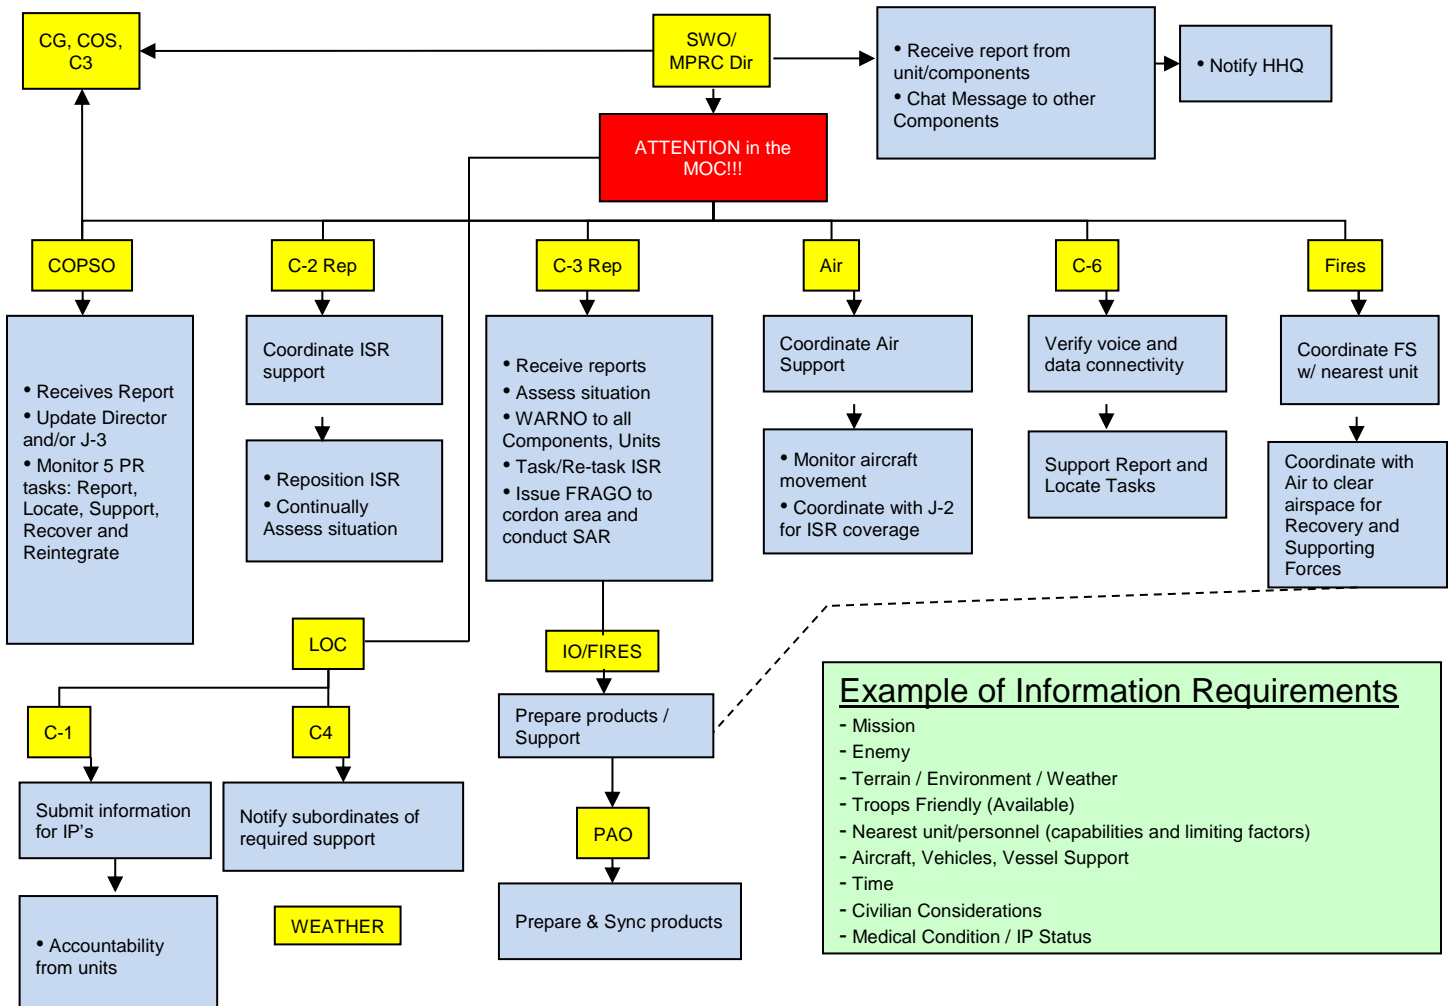 CG, COS,
C3
SWO/
MPRC Dir
• Receive report from
unit/components
• Chat Message to other
Components
• Notify HHQ
ATTENTION in the
MOC!!!
COPSO
C-2 Rep
C-3 Rep
Air
C-6
Fires
• Receives Report
• Update Director
and/or J-3
• Monitor 5 PR
tasks: Report,
Locate, Support,
Recover and
Reintegrate
Coordinate ISR
support
• Reposition ISR
• Continually
Assess situation
• Receive reports
• Assess situation
• WARNO to all
Components, Units
• Task/Re-task ISR
• Issue FRAGO to
cordon area and
conduct SAR
Coordinate Air
Support
• Monitor aircraft
movement
• Coordinate with J-2
for ISR coverage
Verify voice and
data connectivity
Support Report and
Locate Tasks
Coordinate FS
w/ nearest unit
Coordinate with
Air to clear
airspace for
Recovery and
Supporting
Forces
LOC
IO/FIRES
C-1
C4
Prepare products /
Support
Submit information
for IP's
Notify subordinates of
required support
PAO
• Accountability
from units
WEATHER
Prepare & Sync products
Example of Information Requirements
- Mission
- Enemy
- Terrain / Environment / Weather
- Troops Friendly (Available)
- Nearest unit/personnel (capabilities and limiting factors)
- Aircraft, Vehicles, Vessel Support
- Time
- Civilian Considerations
- Medical Condition / IP Status